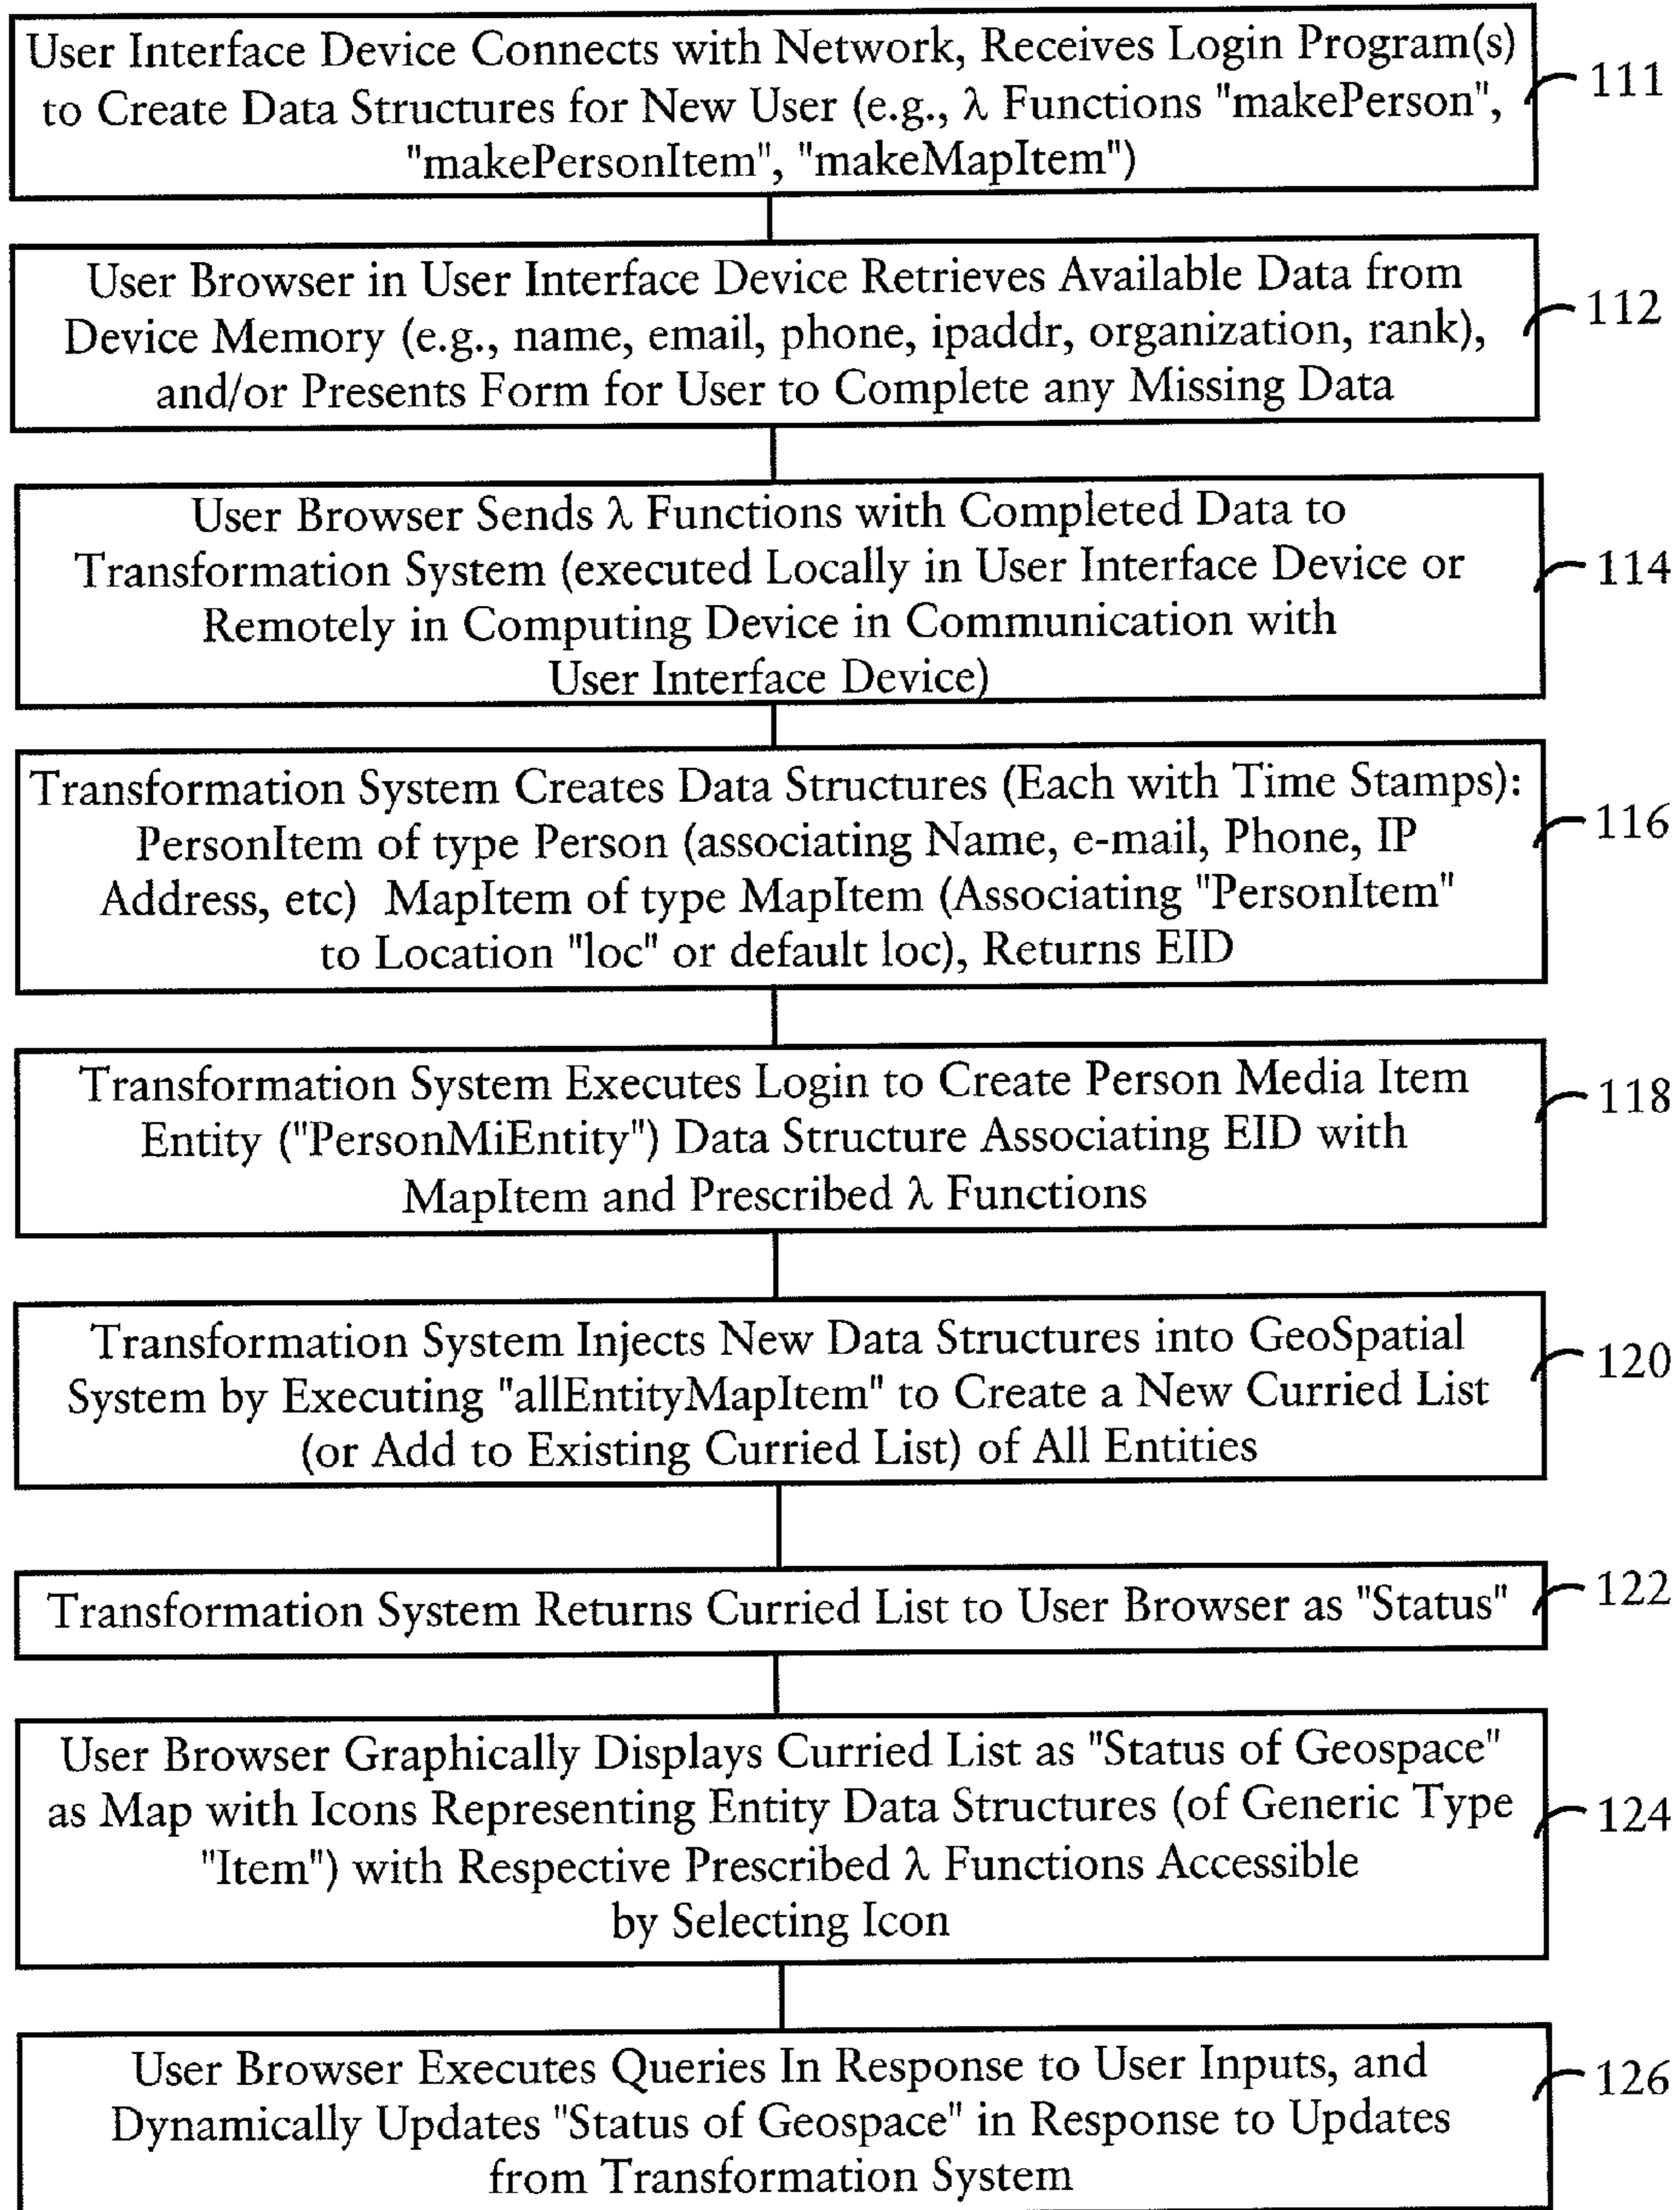 User Interface Device Connects with Network, Receives Login Program(s)
to Create Data Structures for New User (e.g., λ Functions "makePerson",
"makePersonItem", "makeMapItem")
111
User Browser in User Interface Device Retrieves Available Data from
Device Memory (e.g., name, email, phone, ipaddr, organization, rank),
and/or Presents Form for User to Complete any Missing Data
112
User Browser Sends λ Functions with Completed Data to
Transformation System (executed Locally in User Interface Device or
Remotely in Computing Device in Communication with
User Interface Device)
114
Transformation System Creates Data Structures (Each with Time Stamps):
PersonItem of type Person (associating Name, e-mail, Phone, IP
Address, etc) MapItem of type MapItem (Associating "PersonItem"
to Location "loc" or default loc), Returns EID
116
Transformation System Executes Login to Create Person Media Item
Entity ("PersonMiEntity") Data Structure Associating EID with
MapItem and Prescribed λ Functions
118
Transformation System Injects New Data Structures into GeoSpatial
System by Executing "allEntityMapItem" to Create a New Curried List
(or Add to Existing Curried List) of All Entities
120
Transformation System Returns Curried List to User Browser as "Status"
122
User Browser Graphically Displays Curried List as "Status of Geospace"
as Map with Icons Representing Entity Data Structures (of Generic Type
"Item") with Respective Prescribed λ Functions Accessible
by Selecting Icon
124
User Browser Executes Queries In Response to User Inputs, and
Dynamically Updates "Status of Geospace" in Response to Updates
from Transformation System
126